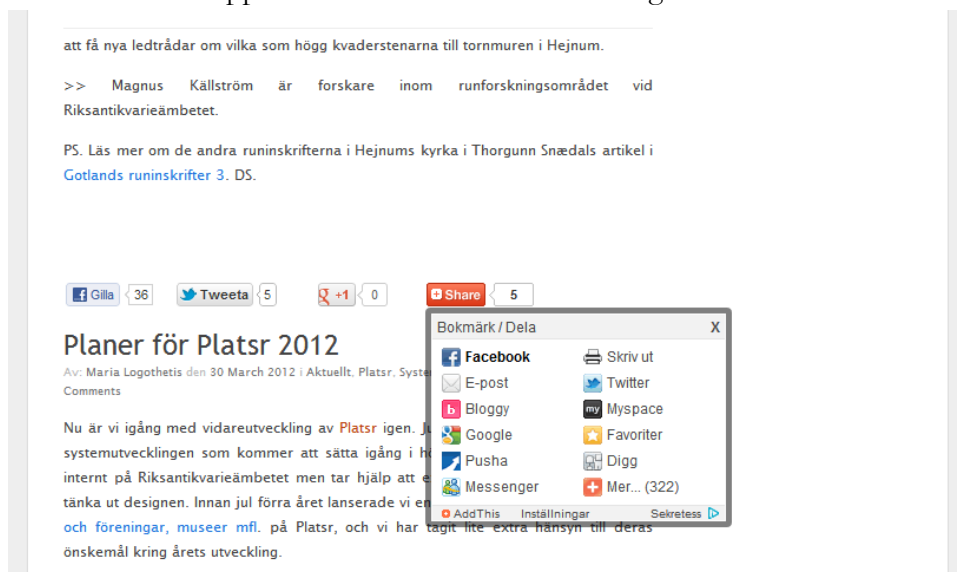 att få nya ledtrådar om vilka som högg kvaderstenarna till tornmuren i Hejnum.
>> Magnus Källström är forskare inom runforskningsområdet vid
Riksantikvarieämbetet.
PS. Läs mer om de andra runinskrifterna i Hejnums kyrka i Thorgunn Snædals artikel i
Gotlands runinskrifter 3. DS.
Gilla 36 Tweeta 5 +1 0 Share 5
Planer för Platsr 2012
Av: Maria Logothetis den 30 March 2012 i Aktuellt, Platsr,
Comments
Nu är vi igång med vidareutveckling av Platsr igen.
systemutvecklingen som kommer att sätta igång i
internt på Riksantikvarieämbetet men tar hjälp att
tänka ut designen. Innan jul förra året lanserade vi
och föreningar, museer mfl. på Platsr, och vi har tagit lite extra hänsyn till deras
önskemål kring årets utveckling.
Bokmärk / Dela X
Facebook Skriv ut
E-post Twitter
Bloggy my Myspace
Google Favoriter
Pusha Digg
Messenger Mer... (322)
AddThis Inställningar Sekretess